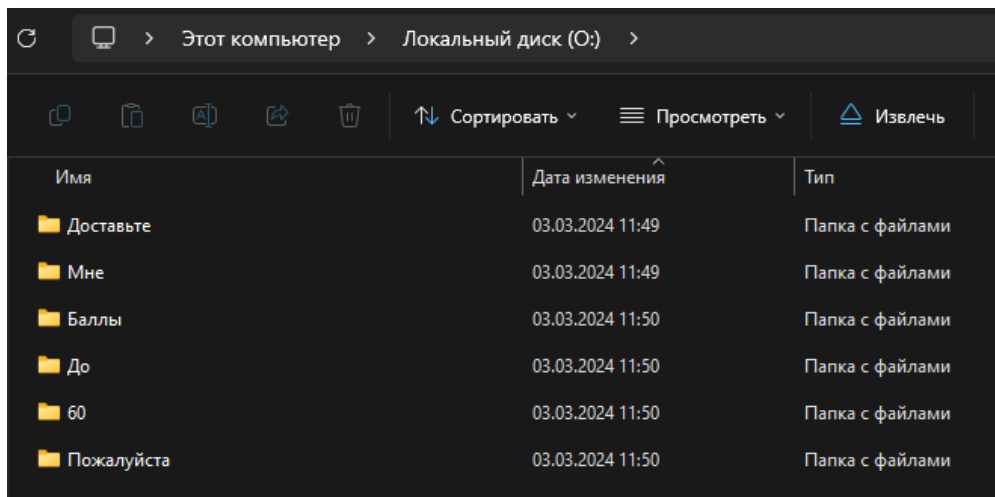 Этот компьютер > Локальный диск (O:) >
Сортировать Просмотреть Извлечь
Имя Дата изменения Тип
Доставьте 03.03.2024 11:49 Папка с файлами
Мне 03.03.2024 11:49 Папка с файлами
Баллы 03.03.2024 11:50 Папка с файлами
До 03.03.2024 11:50 Папка с файлами
60 03.03.2024 11:50 Папка с файлами
Пожалуйста 03.03.2024 11:50 Папка с файлами